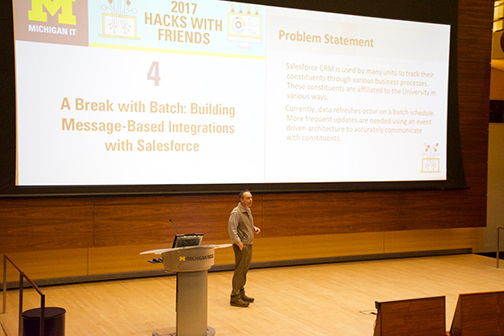 M
MICHIGAN IT
2017
HACKS WITH
FRIENDS
4
A Break with Batch: Building
Message-Based Integrations
with Salesforce
Problem Statement
Salesforce CRM is used by many units to track their
constituents through various business processes.
These constituents are affiliated to the University in
various ways.
Currently, data refreshes occur on a batch schedule.
More frequent updates are needed using an event
driven architecture to accurately communicate
with constituents.
M
MICHIGAN